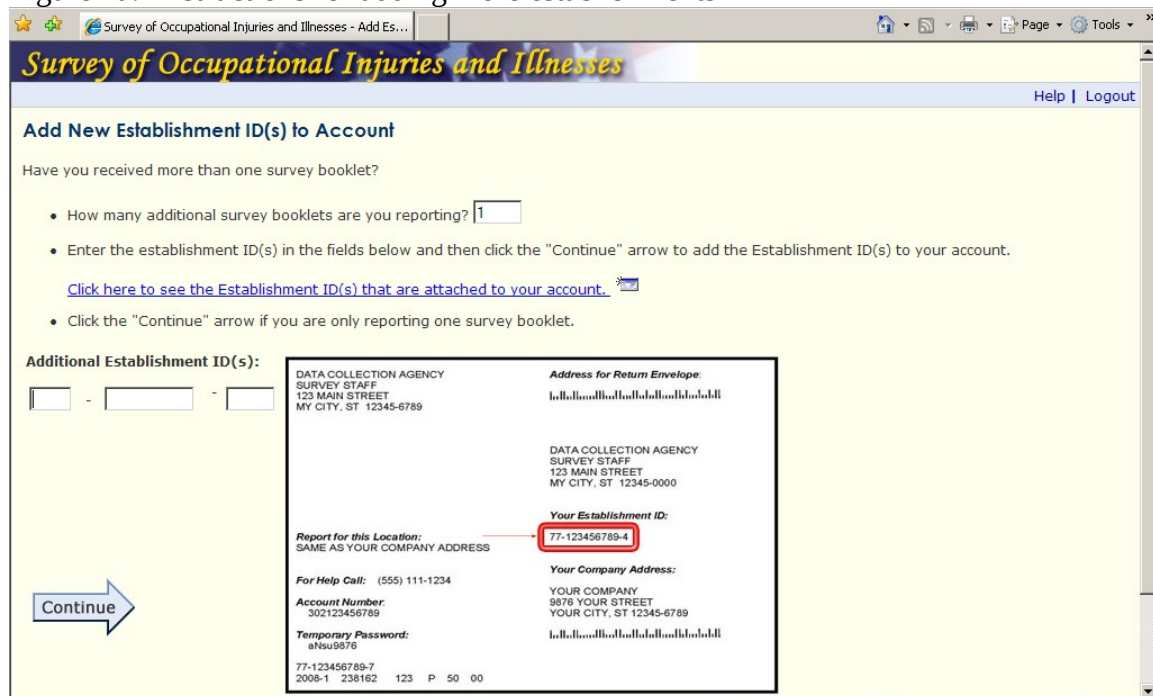 Survey of Occupational Injuries and Illnesses - Add Es...
Page
Tools
»
Survey of Occupational Injuries and Illnesses
Help | Logout
Add New Establishment ID(s) to Account
Have you received more than one survey booklet?
• How many additional survey booklets are you reporting? 1
• Enter the establishment ID(s) in the fields below and then click the "Continue" arrow to add the Establishment ID(s) to your account.
Click here to see the Establishment ID(s) that are attached to your account.
• Click the "Continue" arrow if you are only reporting one survey booklet.
Additional Establishment ID(s):
- -
DATA COLLECTION AGENCY
SURVEY STAFF
123 MAIN STREET
MY CITY, ST 12345-6789
Address for Return Envelope:
DATA COLLECTION AGENCY
SURVEY STAFF
123 MAIN STREET
MY CITY, ST 12345-0000
Your Establishment ID:
77-123456789-4
Report for this Location:
SAME AS YOUR COMPANY ADDRESS
For Help Call: (555) 111-1234
Account Number:
302123456789
Temporary Password:
aNsu9876
77-123456789-7
2008-1 238162 123 P 50 00
Your Company Address:
YOUR COMPANY
9876 YOUR STREET
YOUR CITY, ST 12345-6789
Continue